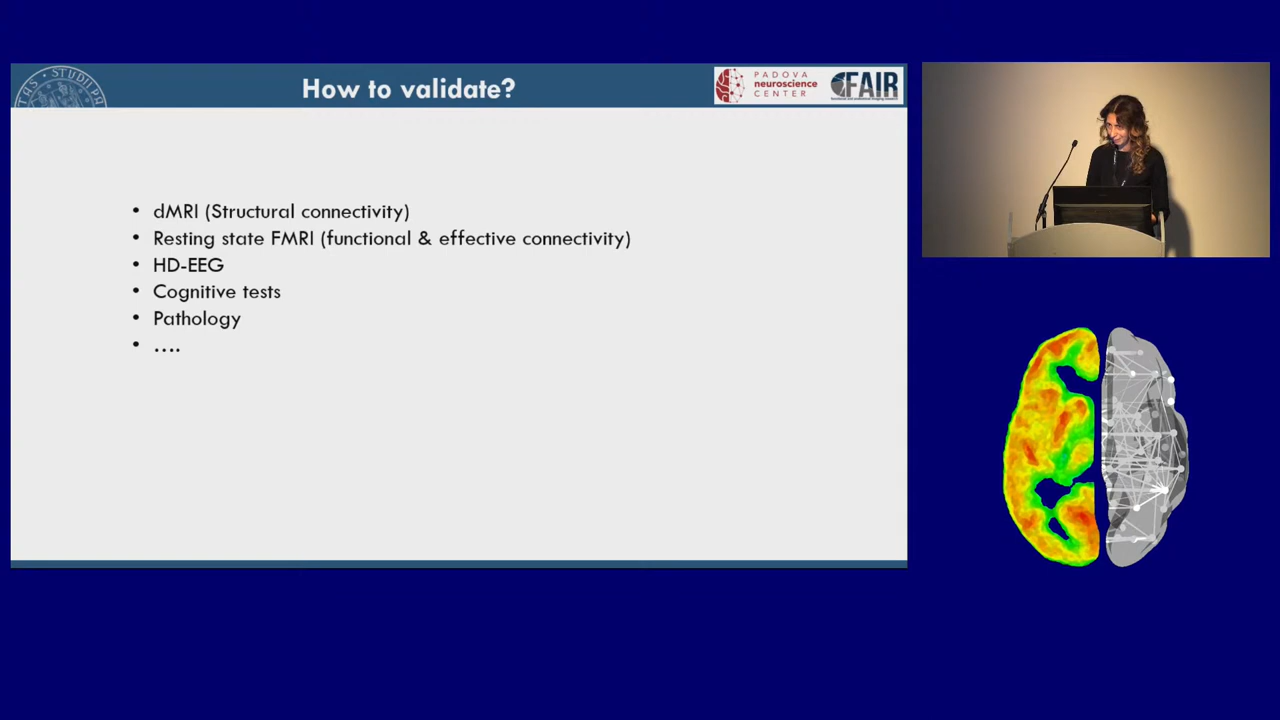 How to validate?
PADOVA
neuroscience
CENTER
FAIR
• dMRI (Structural connectivity)
• Resting state FMRI (functional & effective connectivity)
• HD-EEG
• Cognitive tests
• Pathology
• ....